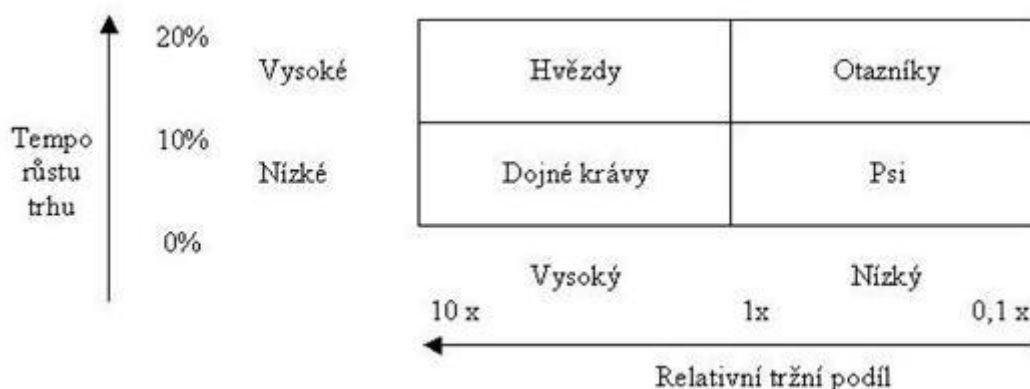 20%
Vysoké
Hvězdy
Otazníky
Tempo
růstu
trhu
10%
Nízké
Dojné krávy
Psi
0%
Vysoký
Nízký
10 x
1x
0,1 x
Relativní tržní podíl